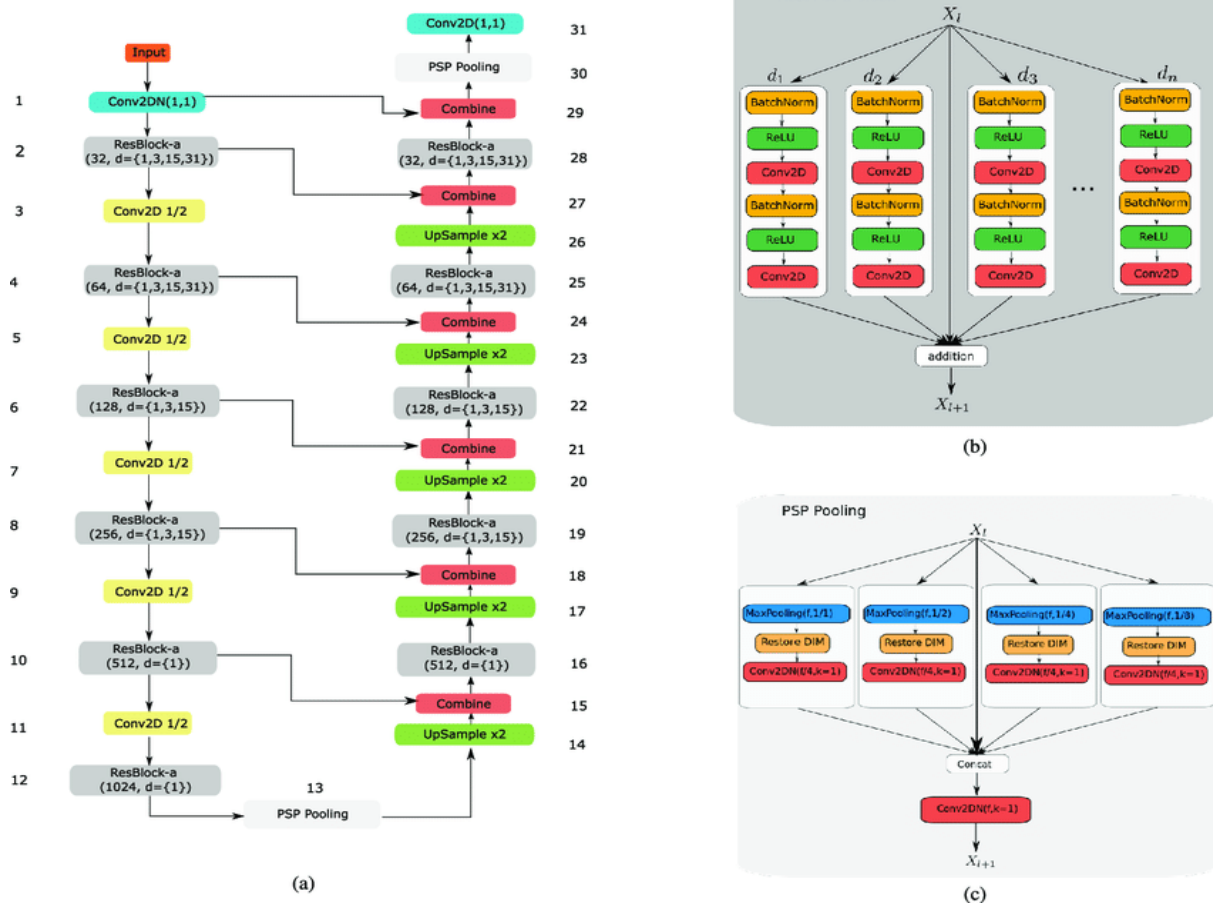 Input
1
Conv2DN(1,1)
2
ResBlock-a
(32, d={1,3,15,31})
3
Conv2D 1/2
4
ResBlock-a
(64, d={1,3,15,31})
5
Conv2D 1/2
6
ResBlock-a
(128, d={1,3,15})
7
Conv2D 1/2
8
ResBlock-a
(256, d={1,3,15})
9
Conv2D 1/2
10
ResBlock-a
(512, d={1})
11
Conv2D 1/2
12
ResBlock-a
(1024, d={1})
13
PSP Pooling
Conv2D(1,1)
31
PSP Pooling
30
Combine
29
ResBlock-a
(32, d={1,3,15,31})
28
Combine
27
UpSample x2
26
ResBlock-a
(64, d={1,3,15,31})
25
Combine
24
UpSample x2
23
ResBlock-a
(128, d={1,3,15})
22
Combine
21
UpSample x2
20
ResBlock-a
(256, d={1,3,15})
19
Combine
18
UpSample x2
17
ResBlock-a
(512, d={1})
16
Combine
15
UpSample x2
14
(a)
X_l
d_1 d_2 d_3 d_n
BatchNorm BatchNorm BatchNorm BatchNorm
ReLU ReLU ReLU ReLU
Conv2D Conv2D Conv2D Conv2D
...
BatchNorm BatchNorm BatchNorm BatchNorm
ReLU ReLU ReLU ReLU
Conv2D Conv2D Conv2D Conv2D
addition
X_{l+1}
(b)
PSP Pooling
X_l
MaxPooling(f,1/1) MaxPooling(f,1/2) MaxPooling(f,1/4) MaxPooling(f,1/8)
Restore DIM Restore DIM Restore DIM Restore DIM
Conv2DN(f/4,k=1) Conv2DN(f/4,k=1) Conv2DN(f/4,k=1) Conv2DN(f/4,k=1)
Concat
Conv2DN(f,k=1)
X_{l+1}
(c)